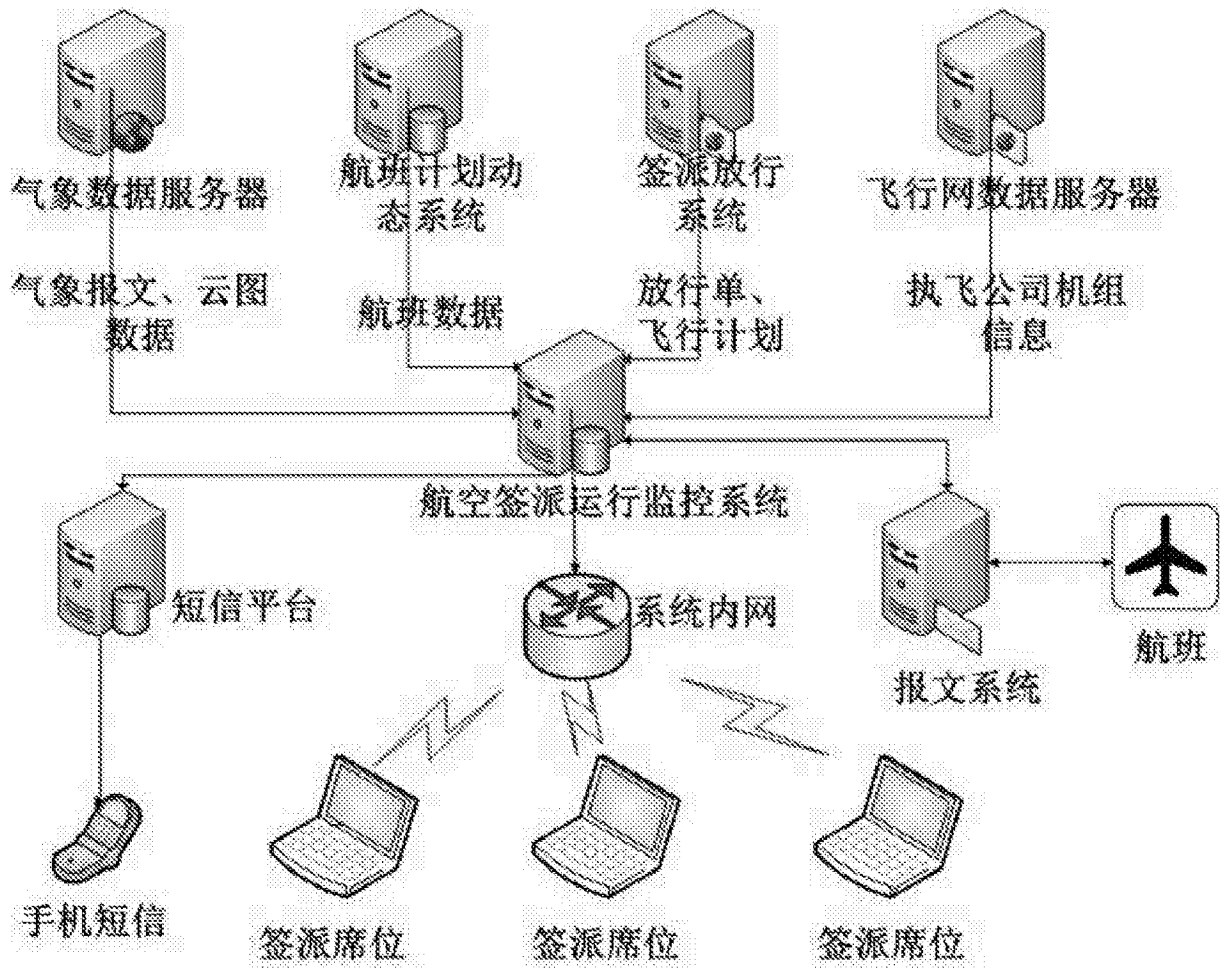 气象数据服务器
航班计划动
态系统
签派放行
系统
飞行网数据服务器
气象报文、云图
数据
航班数据
放行单、
飞行计划
执飞公司机组
信息
航空签派运行监控系统
短信平台
系统内网
报文系统
航班
手机短信
签派席位
签派席位
签派席位